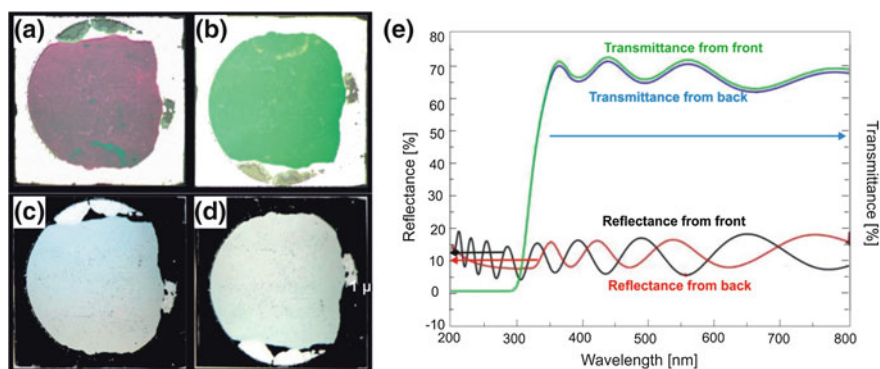 (a)
(b)
(c)
(d)
1 μ
(e)
80
70
60
50
40
30
20
10
0
-10
Reflectance [%]
Transmittance from front
Transmittance from back
Reflectance from front
Reflectance from back
Transmittance [%]
200
300
400
500
600
700
800
Wavelength [nm]